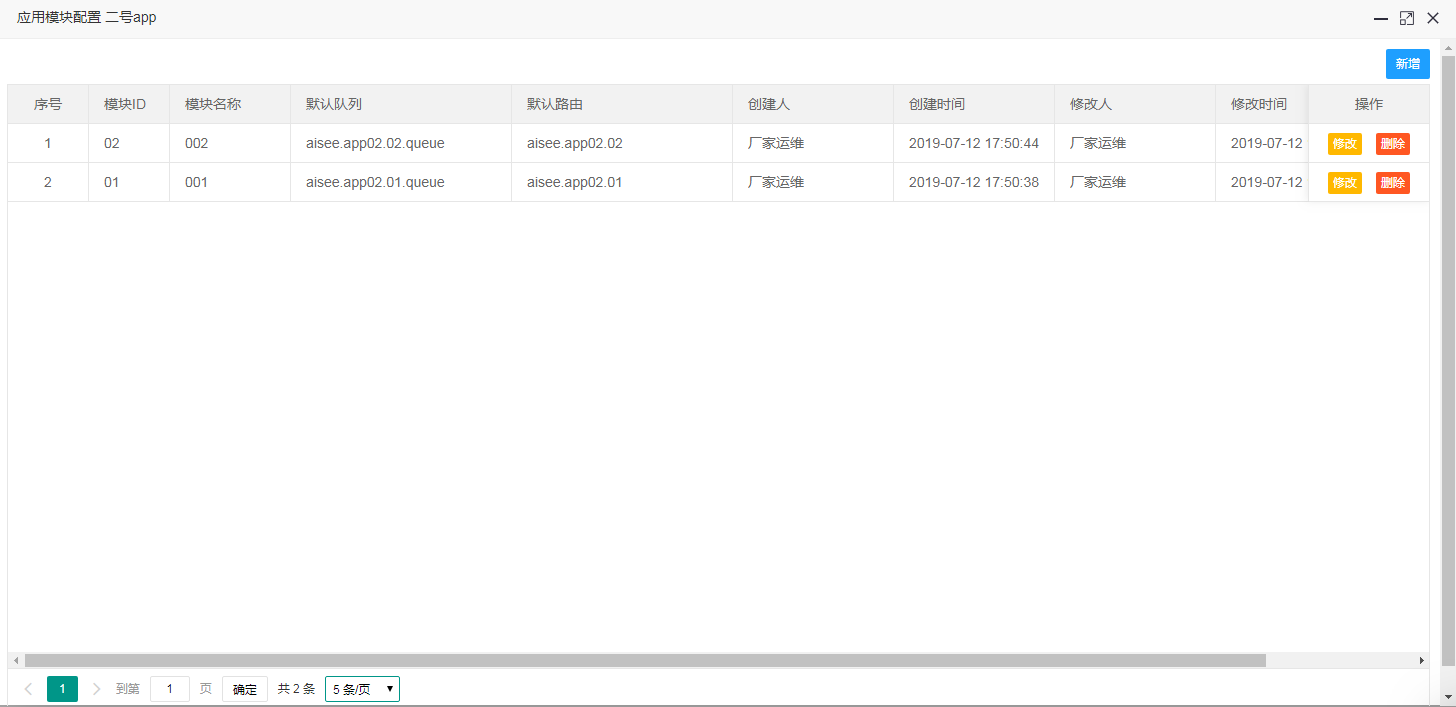 应用模块配置 二号app
新增
序号 模块ID 模块名称 默认队列 默认路由 创建人 创建时间 修改人 修改时间 操作
1 02 002 aisee.app02.02.queue aisee.app02.02 厂家运维 2019-07-12 17:50:44 厂家运维 2019-07-12 修改 删除
2 01 001 aisee.app02.01.queue aisee.app02.01 厂家运维 2019-07-12 17:50:38 厂家运维 2019-07-12 修改 删除
1 到第 1 页 确定 共 2 条 5 条/页